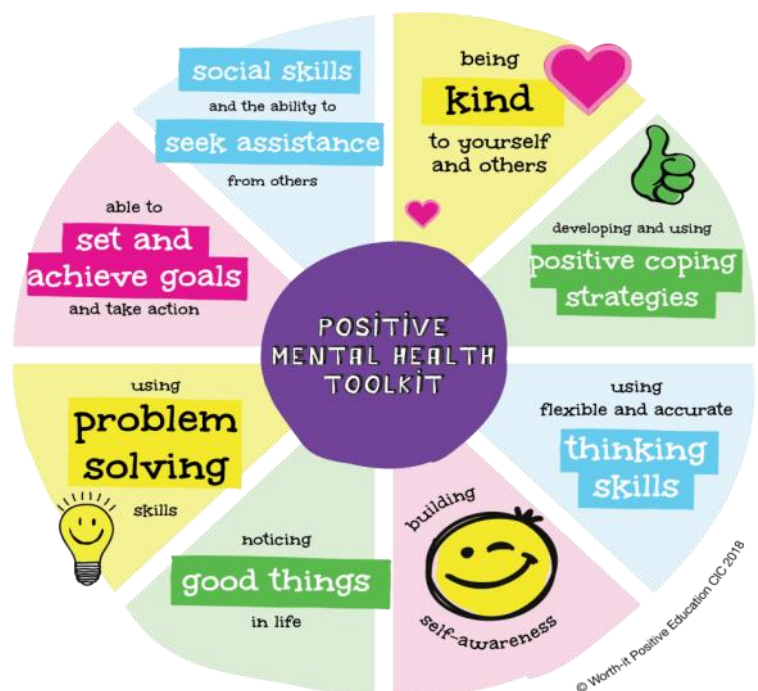 social skills
and the ability to
seek assistance
from others
being
kind
to yourself
and others
developing and using
positive coping
strategies
using
flexible and accurate
thinking
skills
building
self-awareness
noticing
good things
in life
using
problem
solving
skills
able to
set and
achieve goals
and take action
POSITIVE
MENTAL HEALTH
TOOLKIT
© Worth-it Positive Education CIC 2018